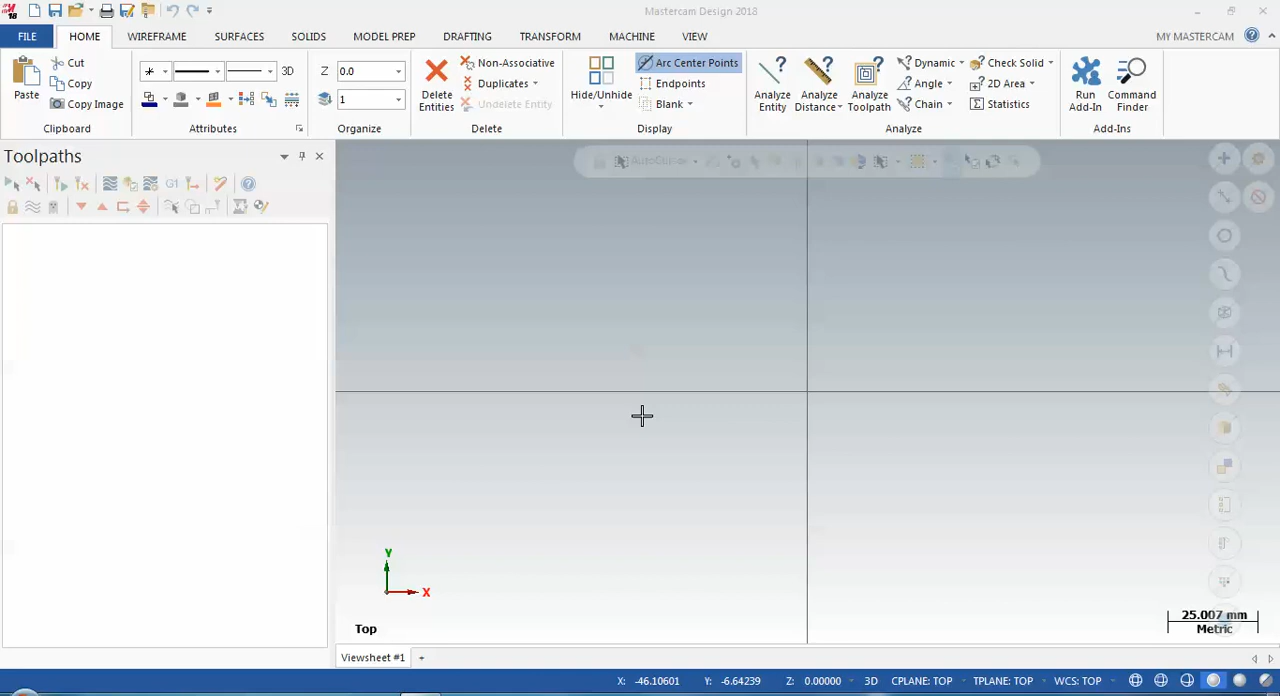 18
Mastercam Design 2018
FILE HOME WIREFRAME SURFACES SOLIDS MODEL PREP DRAFTING TRANSFORM MACHINE VIEW MY MASTERCAM
Paste
Cut
Copy
Copy Image
Clipboard
3D
Attributes
Z 0.0
1
Organize
Delete Entities
Non-Associative
Duplicates
Undelete Entity
Delete
Hide/Unhide
Arc Center Points
Endpoints
Blank
Display
Analyze Entity
Analyze Distance
Analyze Toolpath
Dynamic
Angle
Chain
Check Solid
2D Area
Statistics
Analyze
Run Add-In
Command Finder
Add-Ins
Toolpaths
G1
AutoCursor
Y
X
Top
25.007 mm
Metric
Viewsheet #1 +
X: -46.10601 Y: -6.64239 Z: 0.00000 3D CPLANE: TOP TPLANE: TOP WCS: TOP